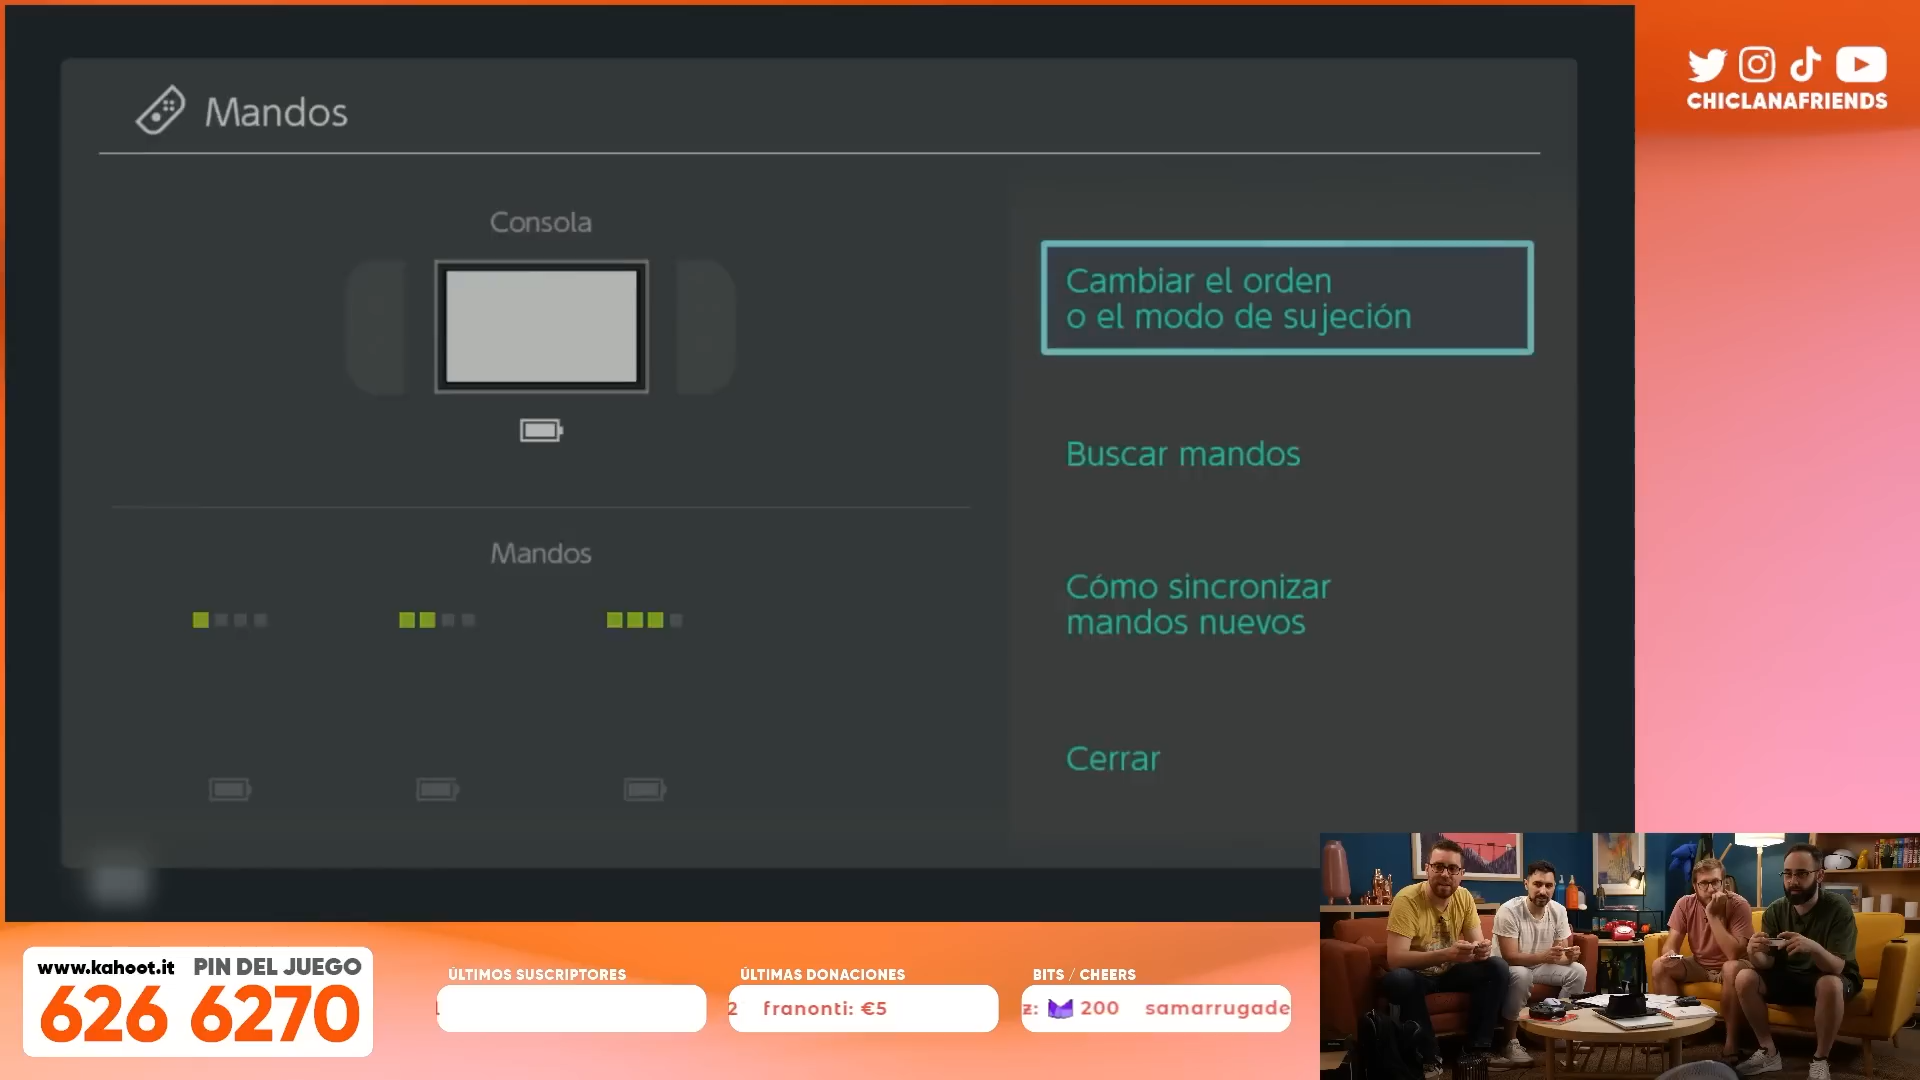 Mandos
Consola
Mandos
Cambiar el orden
o el modo de sujeción
Buscar mandos
Cómo sincronizar
mandos nuevos
Cerrar
CHICLANAFRIENDS
www.kahoot.it PIN DEL JUEGO
626 6270
ÚLTIMOS SUSCRIPTORES
ÚLTIMAS DONACIONES
2 franonti: €5
BITS / CHEERS
z: 200 samarrugade